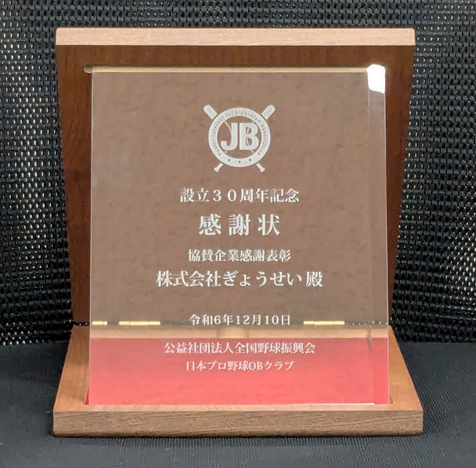 JB
設立30周年記念
感謝状
協賛企業感謝表彰
株式会社ぎょうせい 殿
令和6年12月10日
公益社団法人全国野球振興会
日本プロ野球OBクラブ